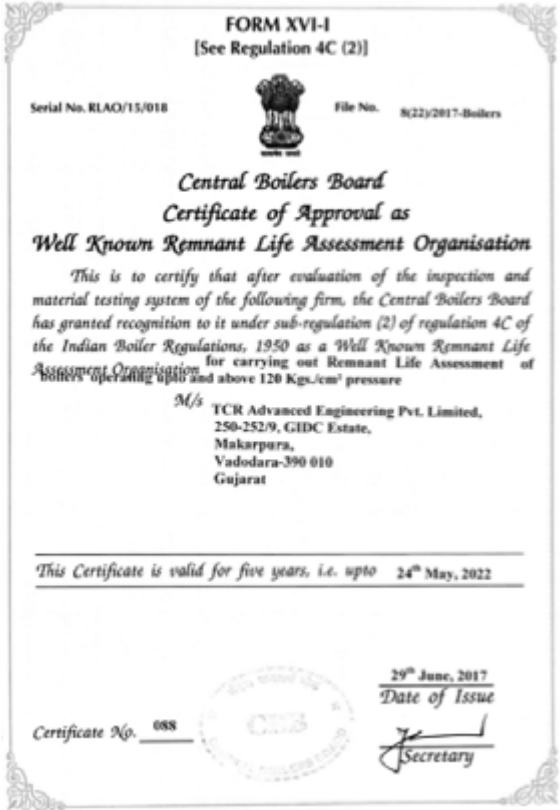 FORM XVI-I
[See Regulation 4C (2)]
Serial No. RLAO/15/018
File No. 8(22)/2017-Boilers
Central Boilers Board
Certificate of Approval as
Well Known Remnant Life Assessment Organisation
This is to certify that after evaluation of the inspection and
material testing system of the following firm, the Central Boilers Board
has granted recognition to it under sub-regulation (2) of regulation 4C of
the Indian Boiler Regulations, 1950 as a Well Known Remnant Life
Assessment Organisation for carrying out Remnant Life Assessment of
boilers operating upto and above 120 Kgs./cm² pressure
M/s TCR Advanced Engineering Pvt. Limited,
250-252/9, GIDC Estate,
Makarpura,
Vadodara-390 010
Gujarat
This Certificate is valid for five years, i.e. upto 24th May, 2022
29th June, 2017
Date of Issue
CBB
Certificate No. 088
Secretary